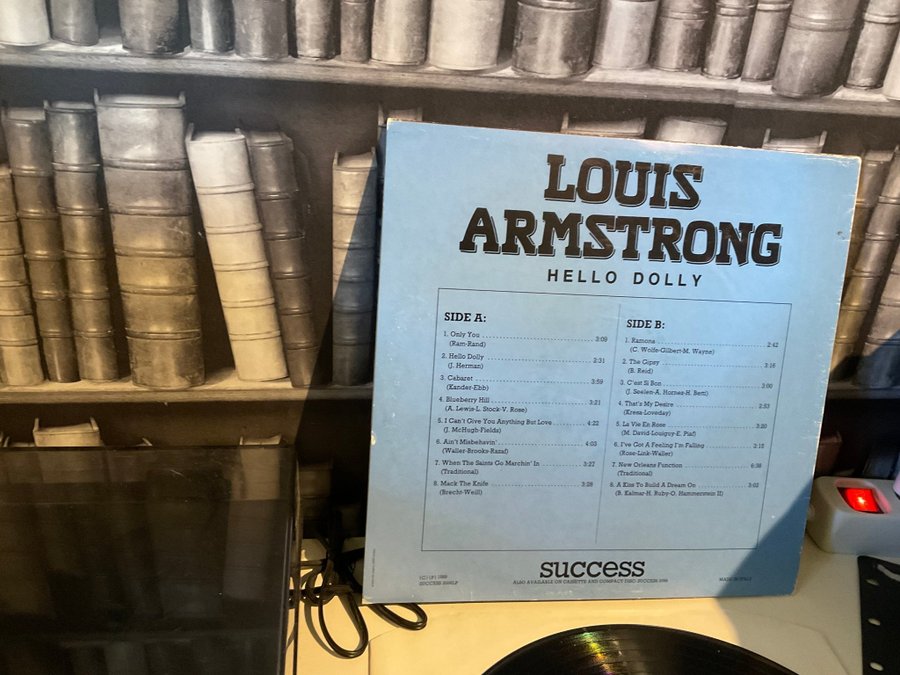 LOUIS
ARMSTRONG
HELLO DOLLY
SIDE A:
1. Only You 3:09
(Ram-Rand)
2. Hello Dolly 2:31
(J. Herman)
3. Cabaret 3:59
(Kander-Ebb)
4. Blueberry Hill 3:21
(A. Lewis-L. Stock-V. Rose)
5. I Can't Give You Anything But Love 4:22
(J. McHugh-Fields)
6. Ain't Misbehavin' 4:03
(Waller-Brooks-Razaf)
7. When The Saints Go Marchin' In 3:27
(Traditional)
8. Mack The Knife 3:28
(Brecht-Weill)
SIDE B:
1. Ramona 2:42
(C. Wolfe-Gilbert-M. Wayne)
2. The Gipsy 3:16
(B. Reid)
3. C'est Si Bon 3:00
(J. Seelen-A. Hornez-H. Betti)
4. That's My Desire 2:53
(Kresa-Loveday)
5. La Vie En Rose 3:20
(M. David-Louiguy-E. Piaf)
6. I've Got A Feeling I'm Falling 3:15
(Rose-Link-Waller)
7. New Orleans Function 6:38
(Traditional)
8. A Kiss To Build A Dream On 3:02
(B. Kalmar-H. Ruby-O. Hammerstein II)
success
ALSO AVAILABLE ON CASSETTE AND COMPACT DISC: SUCCESS
(C) (P) 1989
SUCCESS
MADE IN ITALY